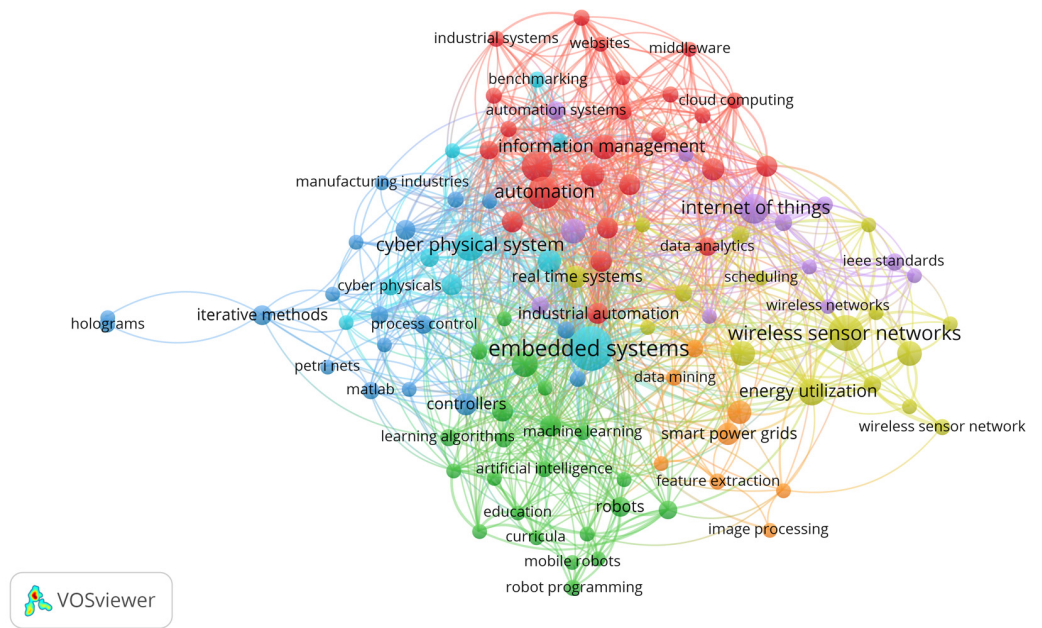 industrial systems
websites
middleware
benchmarking
cloud computing
automation systems
information management
manufacturing industries
automation
internet of things
cyber physical system
data analytics
ieee standards
real time systems
scheduling
cyber physicals
wireless networks
iterative methods
industrial automation
holograms
process control
wireless sensor networks
embedded systems
petri nets
data mining
matlab
energy utilization
controllers
wireless sensor network
learning algorithms
machine learning
smart power grids
artificial intelligence
feature extraction
education
robots
image processing
curricula
mobile robots
robot programming
VOSviewer